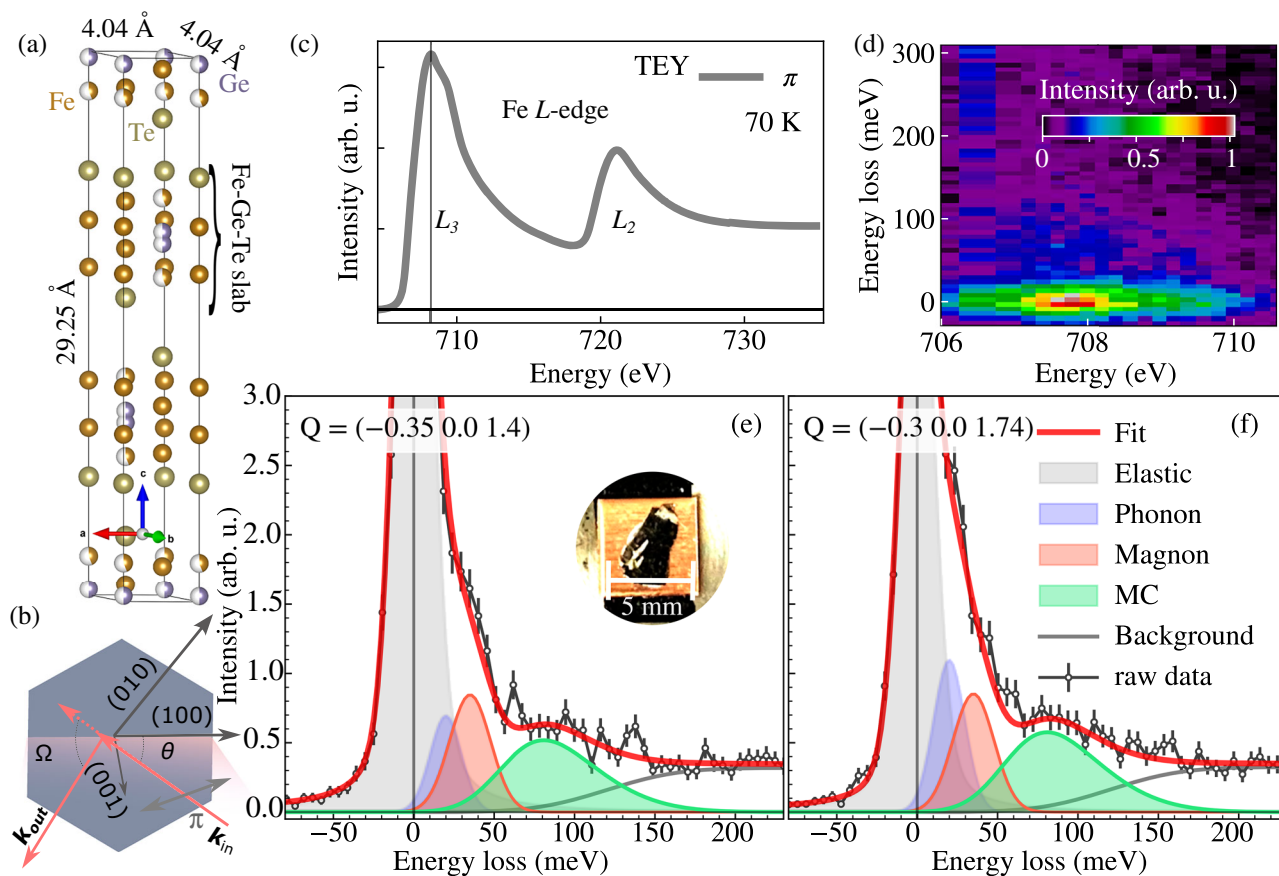 (a)
4.04 Å
4.04 Å
Ge
Fe
Te
Fe-Ge-Te slab
29.25 Å
c
a
b
(b)
(010)
(100)
(001)
Ω
θ
π
k_out
k_in
(c)
TEY
π
Fe L-edge
70 K
L₃
L₂
Intensity (arb. u.)
710
720
735
Energy (eV)
(d)
Intensity (arb. u.)
0
0.5
1
Energy loss (meV)
300
200
100
0
706
708
710
Energy (eV)
Q = (−0.35 0.0 1.4)
(e)
5 mm
Intensity (arb. u.)
3.0
2.5
2.0
1.5
1.0
0.5
0.0
−50
0
50
100
150
200
Energy loss (meV)
Q = (−0.3 0.0 1.74)
(f)
Fit
Elastic
Phonon
Magnon
MC
Background
raw data
−50
0
50
100
150
200
Energy loss (meV)